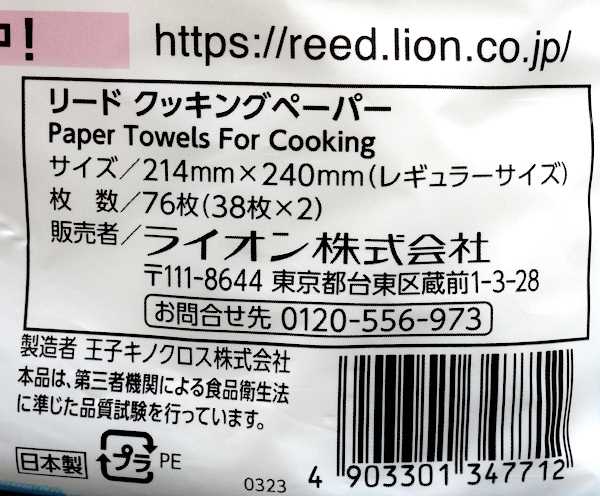 中！
https://reed.lion.co.jp/
リード クッキングペーパー
Paper Towels For Cooking
サイズ/214mm×240mm(レギュラーサイズ)
枚　数/76枚(38枚×2)
販売者/ライオン株式会社
〒111-8644 東京都台東区蔵前1-3-28
お問合せ先 0120-556-973
製造者 王子キノクロス株式会社
本品は、第三者機関による食品衛生法
に準じた品質試験を行っています。
日本製 プラ PE
0323
4 903301 347712